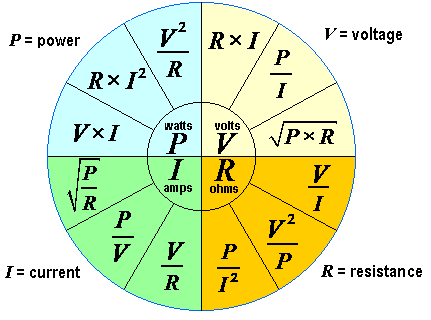 P = power
V = voltage
V²/R
R × I
R × I²
P/I
V × I
√(P × R)
watts
volts
P
V
I
R
amps
ohms
√(P/R)
V/I
P/V
V²/P
V/R
P/I²
I = current
R = resistance